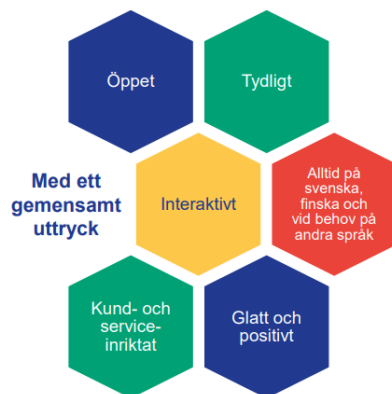 Öppet
Tydligt
Med ett
gemensamt
uttryck
Interaktivt
Alltid på
svenska,
finska och
vid behov på
andra språk
Kund- och
service-
inriktat
Glatt och
positivt